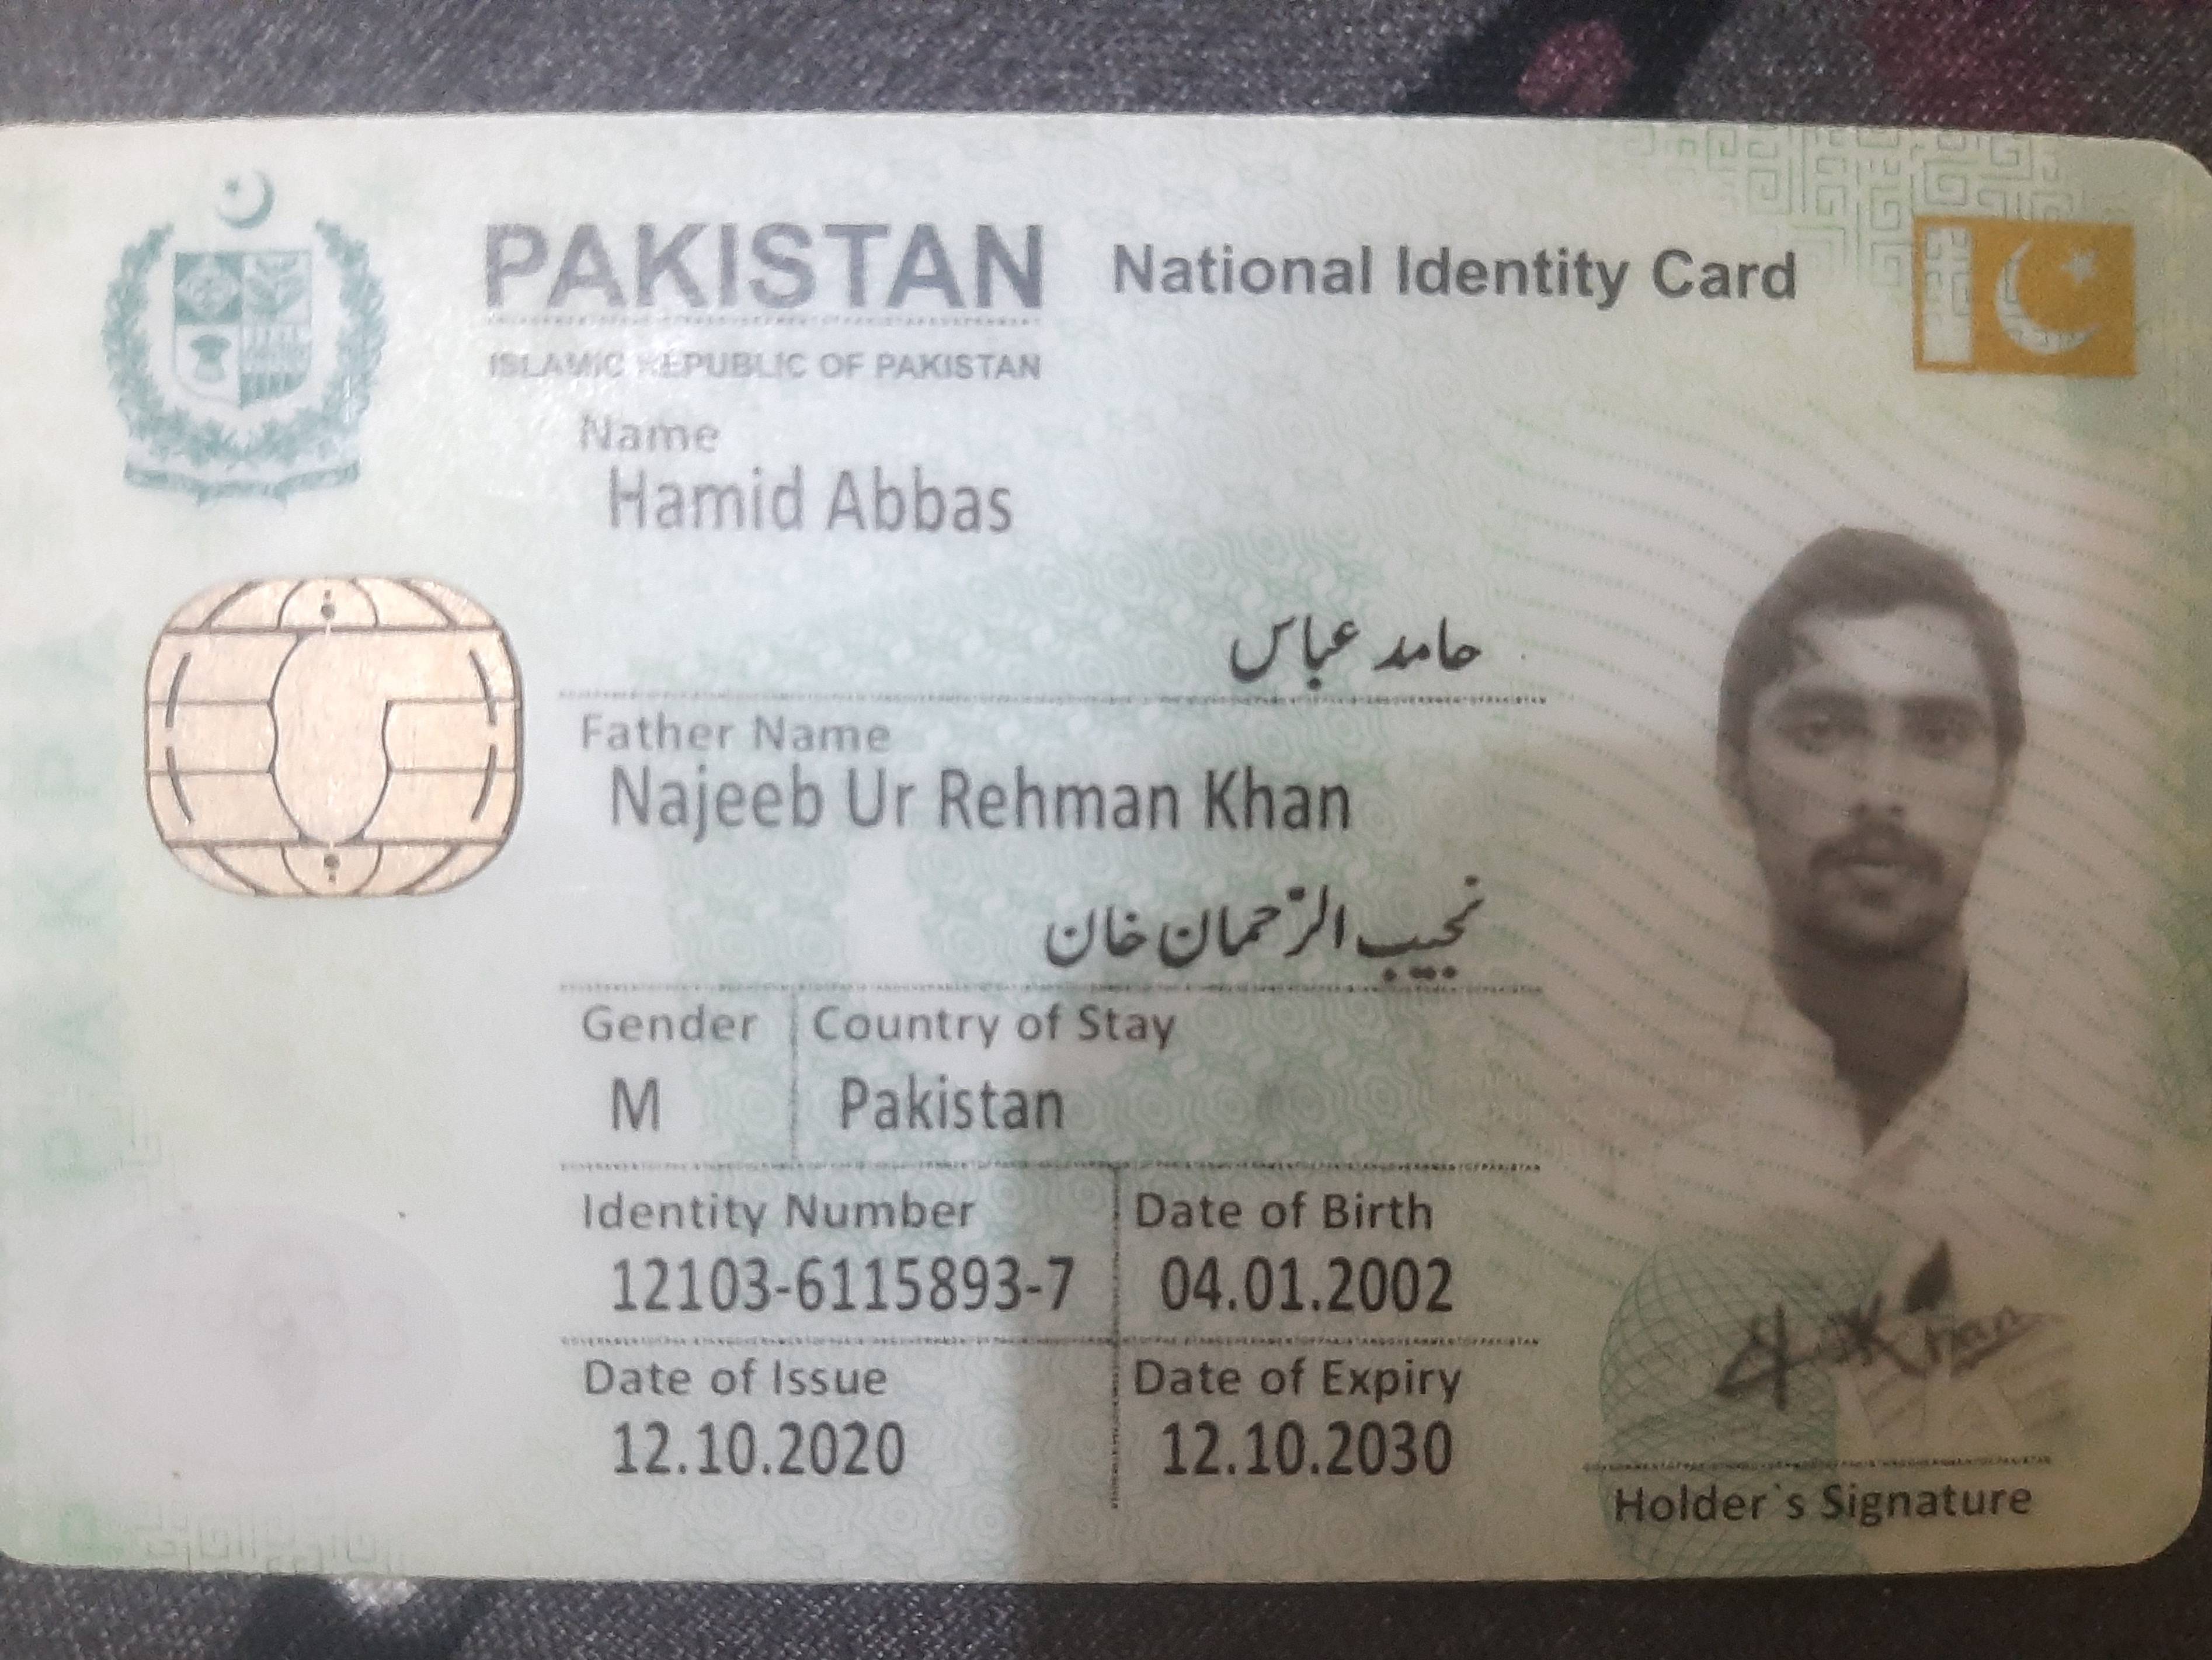 PAKISTAN National Identity Card
ISLAMIC REPUBLIC OF PAKISTAN
Name
Hamid Abbas
حامد عباس
Father Name
Najeeb Ur Rehman Khan
نجیب الرّحمان خان
Gender Country of Stay
M Pakistan
Identity Number Date of Birth
12103-6115893-7 04.01.2002
Date of Issue Date of Expiry
12.10.2020 12.10.2030
Khan
Holder`s Signature